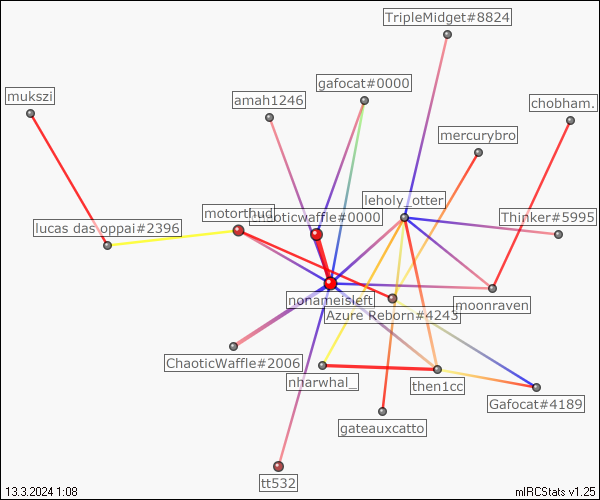 TripleMidget#8824
gafocat#0000
mukszi
amah1246
chobham.
mercurybro
leholy_otter
motorthud
chaoticwaffle#0000
Thinker#5995
lucas das oppai#2396
nonameisleft
moonraven
Azure Reborn#4243
ChaoticWaffle#2006
nharwhal_
then1cc
Gafocat#4189
gateauxcatto
tt532
13.3.2024 1:08
mIRCStats v1.25